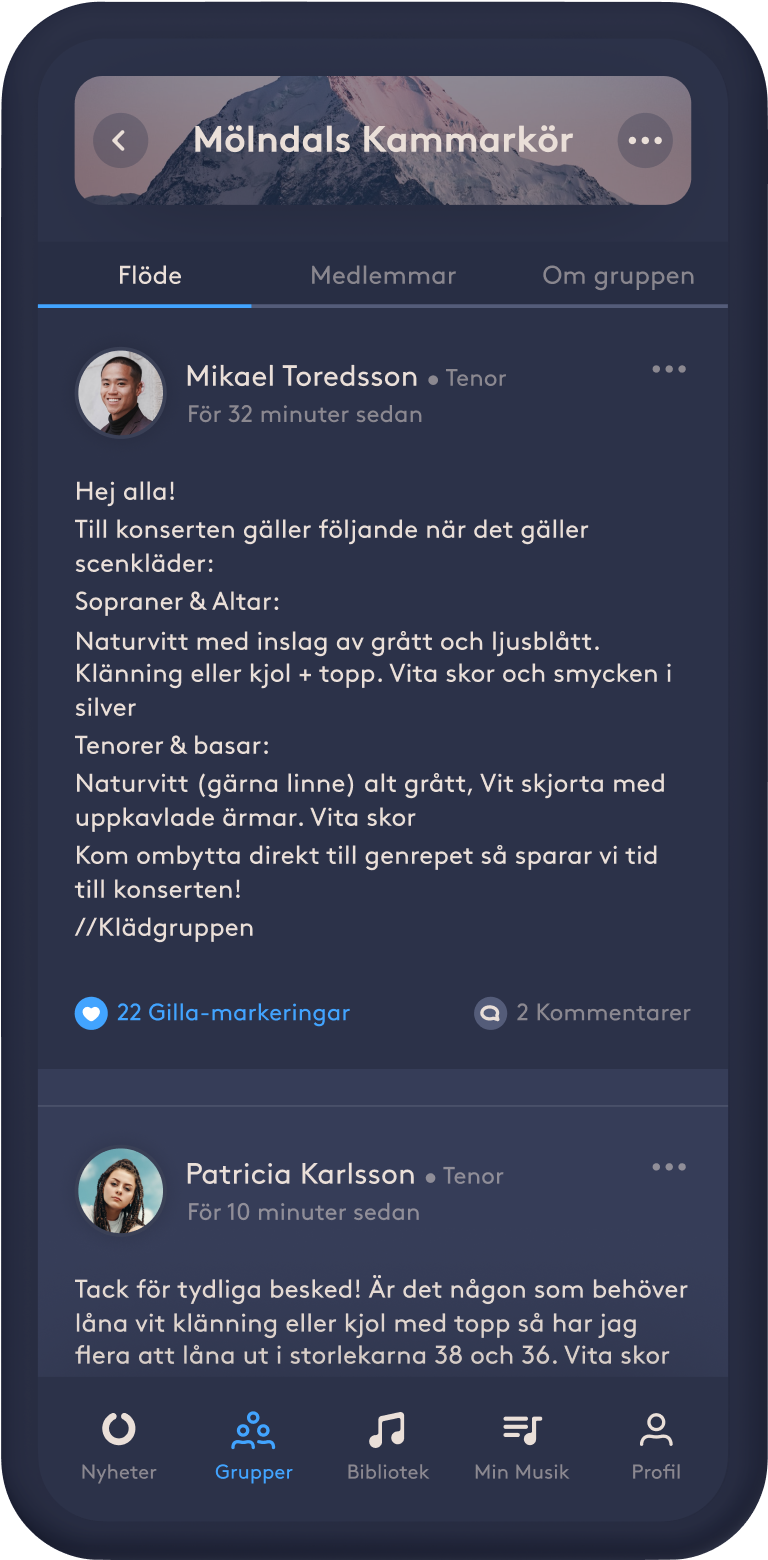 Mölndals Kammarkör
Flöde Medlemmar Om gruppen
Mikael Toredsson • Tenor
För 32 minuter sedan
Hej alla!
Till konserten gäller följande när det gäller
scenkläder:
Sopraner & Altar:
Naturvitt med inslag av grått och ljusblått.
Klänning eller kjol + topp. Vita skor och smycken i
silver
Tenorer & basar:
Naturvitt (gärna linne) alt grått, Vit skjorta med
uppkavlade ärmar. Vita skor
Kom ombytta direkt till genrepet så sparar vi tid
till konserten!
//Klädgruppen
22 Gilla-markeringar 2 Kommentarer
Patricia Karlsson • Tenor
För 10 minuter sedan
Tack för tydliga besked! Är det någon som behöver
låna vit klänning eller kjol med topp så har jag
flera att låna ut i storlekarna 38 och 36. Vita skor
Nyheter Grupper Bibliotek Min Musik Profil